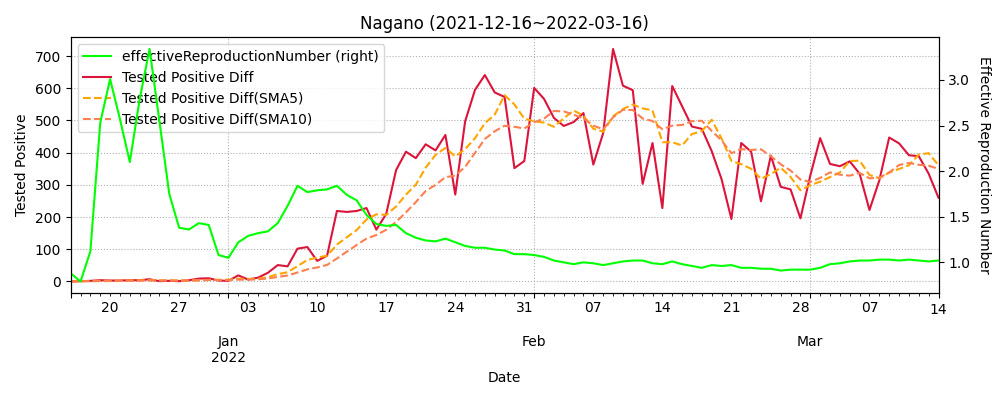 Nagano (2021-12-16~2022-03-16)
effectiveReproductionNumber (right)
Tested Positive Diff
Tested Positive Diff(SMA5)
Tested Positive Diff(SMA10)
Tested Positive
700
600
500
400
300
200
100
0
3.0
2.5
2.0
1.5
1.0
Effective Reproduction Number
20 27 03 10 17 24 31 07 14 21 28 07 14
Jan Feb Mar
2022
Date